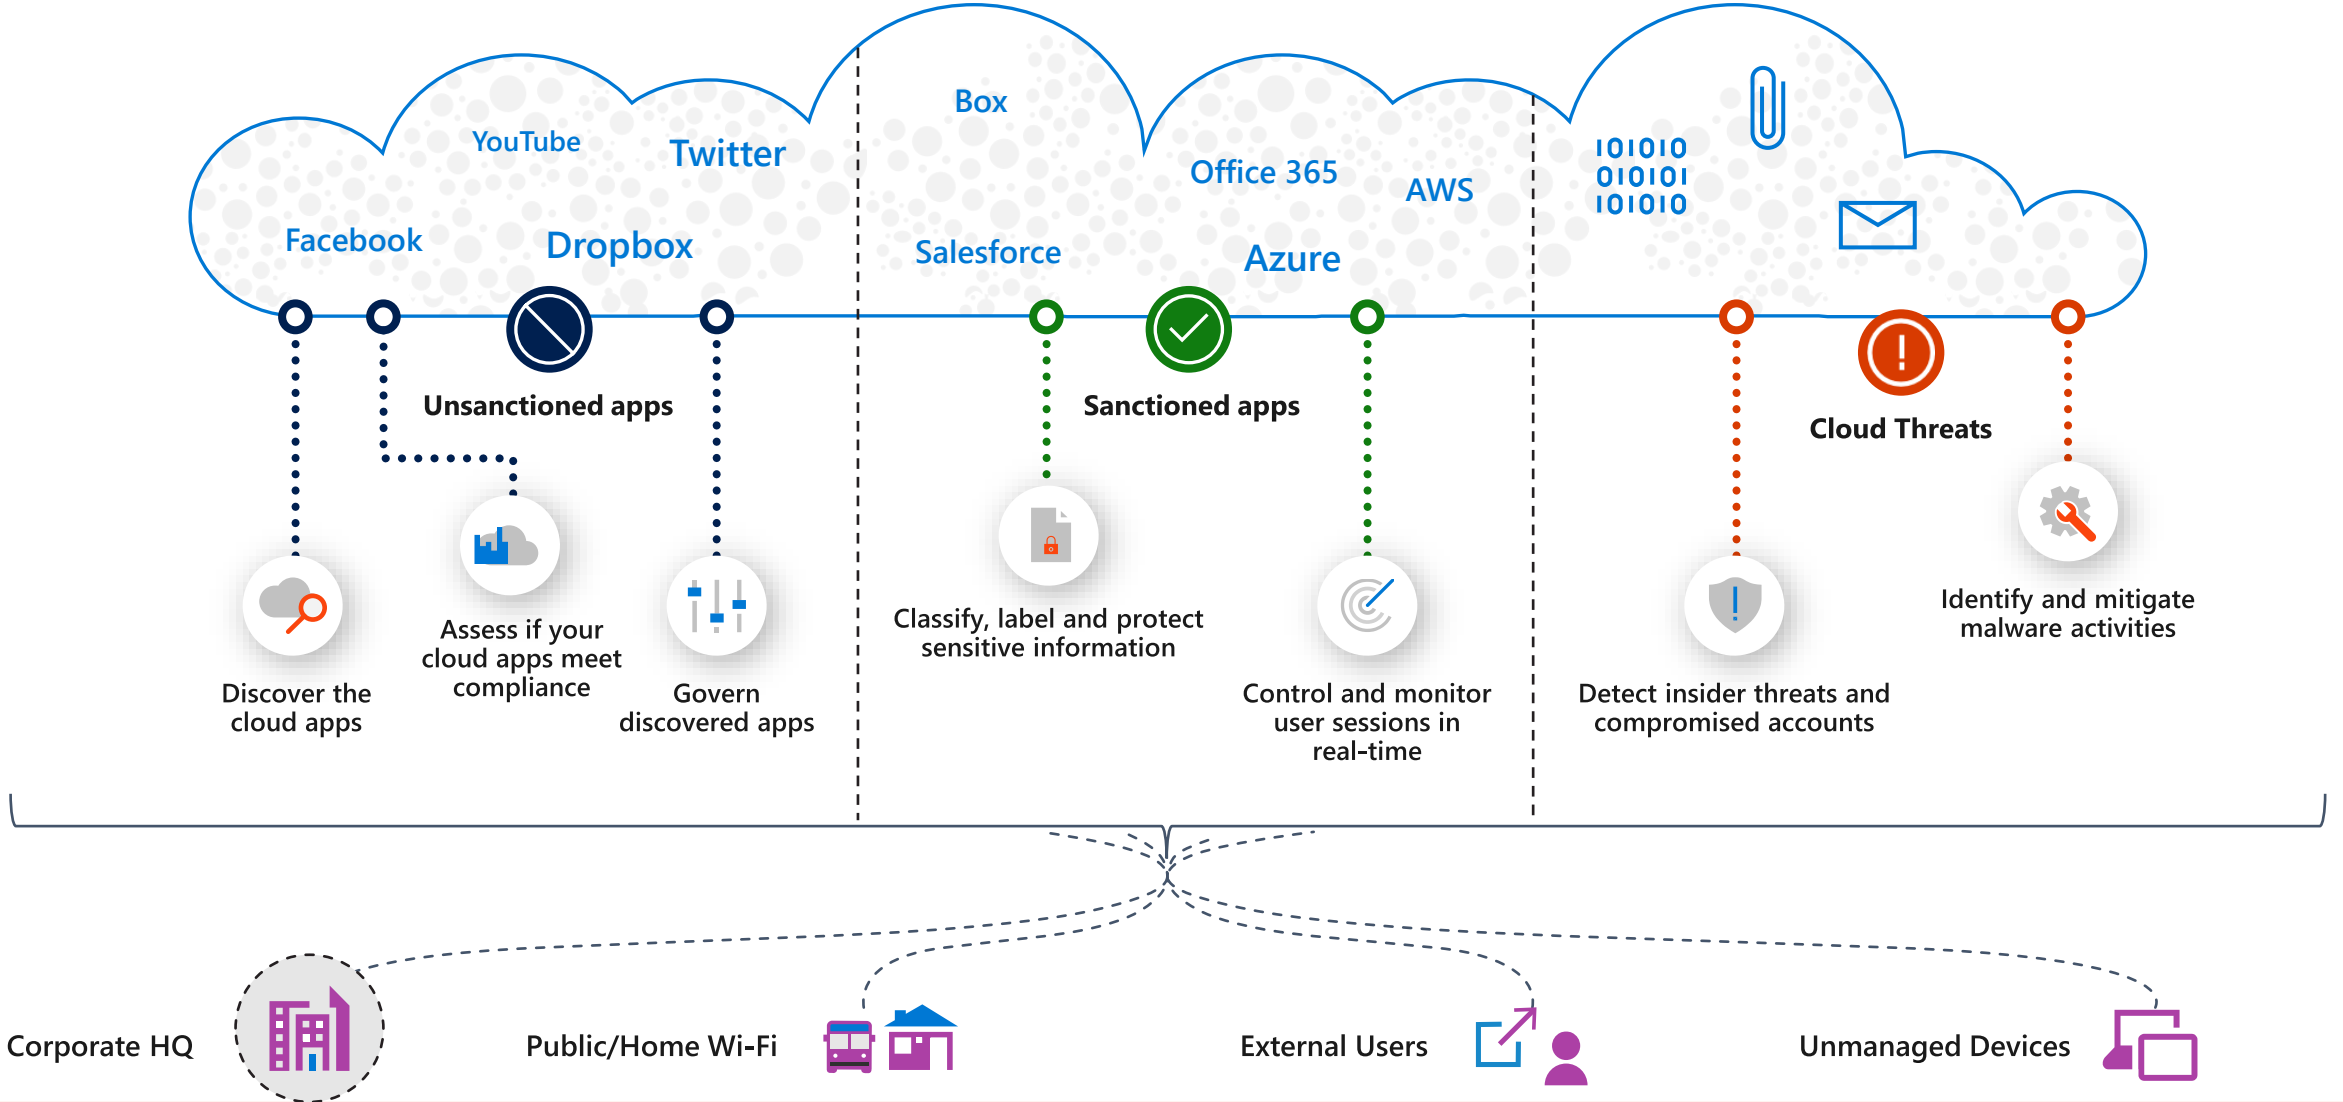 Box
YouTube
Twitter
Office 365
AWS
101010
010101
101010
Facebook
Dropbox
Salesforce
Azure
Unsanctioned apps
Sanctioned apps
Cloud Threats
Discover the
cloud apps
Assess if your
cloud apps meet
compliance
Govern
discovered apps
Classify, label and protect
sensitive information
Control and monitor
user sessions in
real-time
Detect insider threats and
compromised accounts
Identify and mitigate
malware activities
Corporate HQ
Public/Home Wi-Fi
External Users
Unmanaged Devices